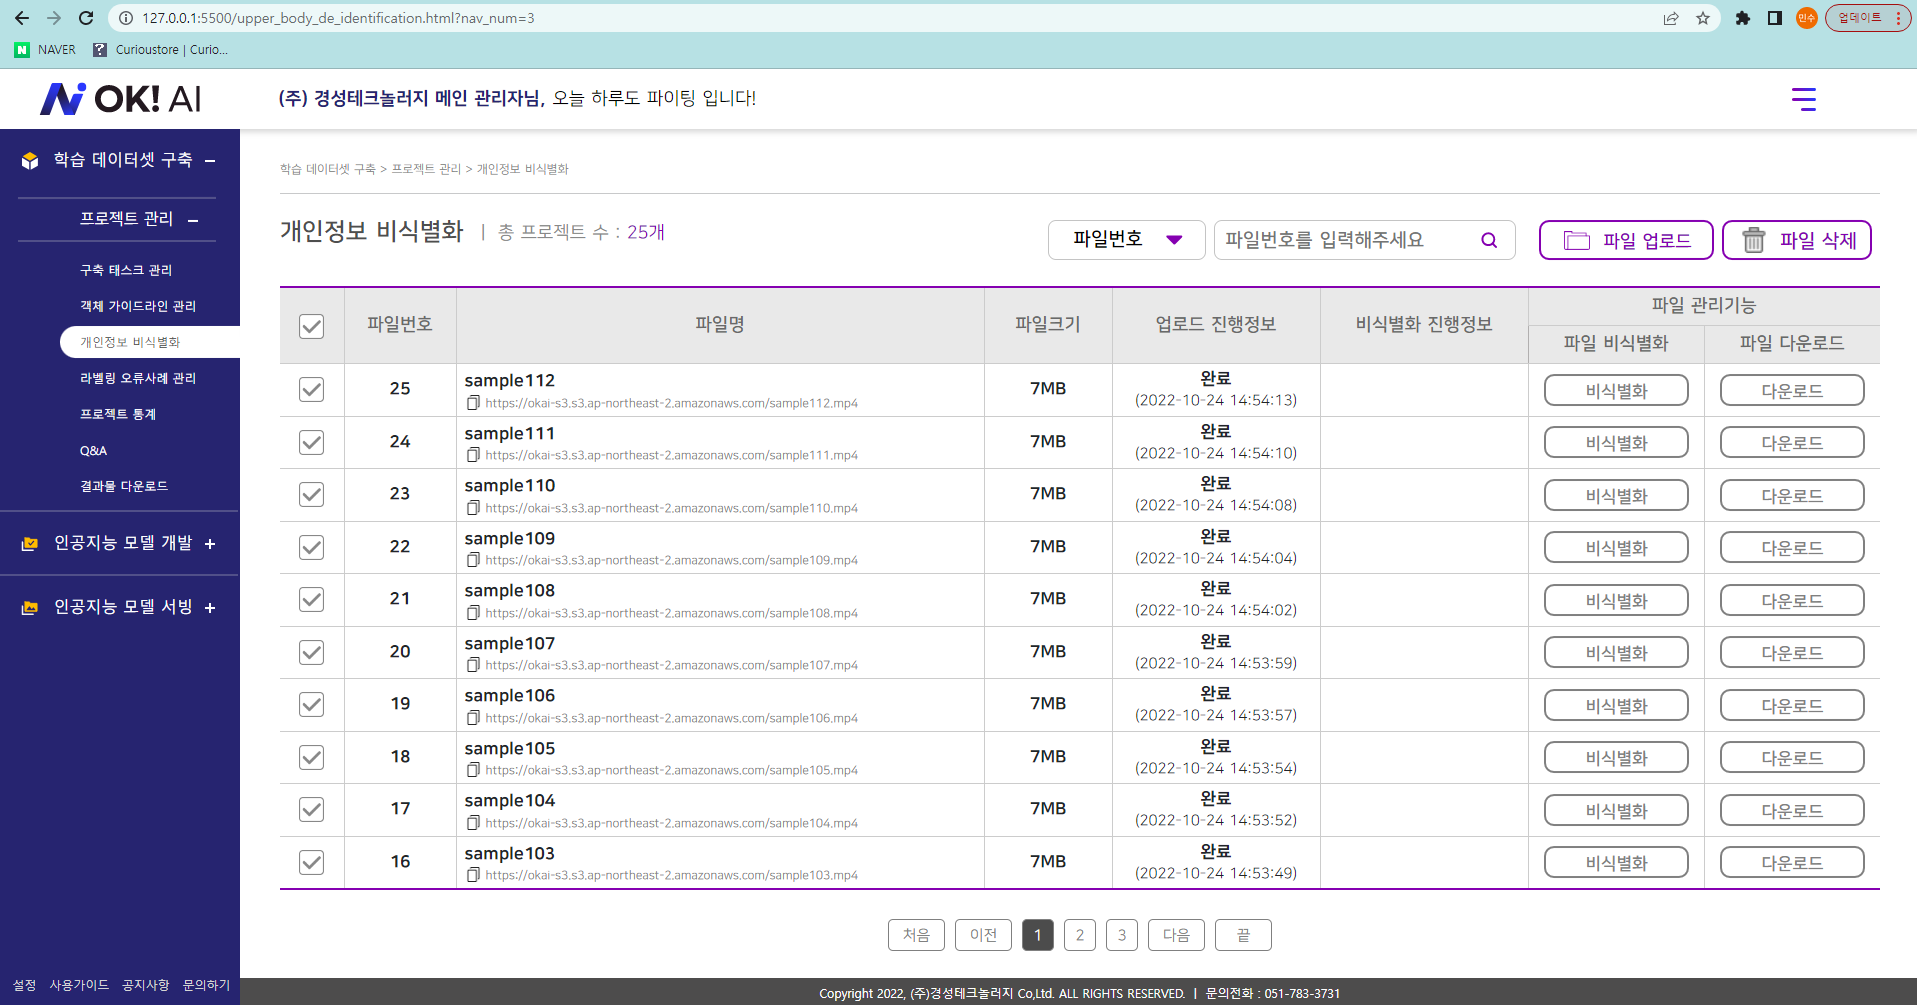 127.0.0.1:5500/upper_body_de_identification.html?nav_num=3
민수
업데이트
NAVER
Curioustore | Curio...
OK! AI
(주) 경성테크놀러지 메인 관리자님, 오늘 하루도 파이팅 입니다!
학습 데이터셋 구축
프로젝트 관리
구축 태스크 관리
객체 가이드라인 관리
개인정보 비식별화
라벨링 오류사례 관리
프로젝트 통계
Q&A
결과물 다운로드
인공지능 모델 개발
인공지능 모델 서빙
설정 사용가이드 공지사항 문의하기
학습 데이터셋 구축 > 프로젝트 관리 > 개인정보 비식별화
개인정보 비식별화 | 총 프로젝트 수 : 25개
파일번호
파일번호를 입력해주세요
파일 업로드
파일 삭제
파일번호 파일명 파일크기 업로드 진행정보 비식별화 진행정보 파일 관리기능
파일 비식별화 파일 다운로드
25 sample112 7MB 완료 비식별화 다운로드
https://okai-s3.s3.ap-northeast-2.amazonaws.com/sample112.mp4 (2022-10-24 14:54:13)
24 sample111 7MB 완료 비식별화 다운로드
https://okai-s3.s3.ap-northeast-2.amazonaws.com/sample111.mp4 (2022-10-24 14:54:10)
23 sample110 7MB 완료 비식별화 다운로드
https://okai-s3.s3.ap-northeast-2.amazonaws.com/sample110.mp4 (2022-10-24 14:54:08)
22 sample109 7MB 완료 비식별화 다운로드
https://okai-s3.s3.ap-northeast-2.amazonaws.com/sample109.mp4 (2022-10-24 14:54:04)
21 sample108 7MB 완료 비식별화 다운로드
https://okai-s3.s3.ap-northeast-2.amazonaws.com/sample108.mp4 (2022-10-24 14:54:02)
20 sample107 7MB 완료 비식별화 다운로드
https://okai-s3.s3.ap-northeast-2.amazonaws.com/sample107.mp4 (2022-10-24 14:53:59)
19 sample106 7MB 완료 비식별화 다운로드
https://okai-s3.s3.ap-northeast-2.amazonaws.com/sample106.mp4 (2022-10-24 14:53:57)
18 sample105 7MB 완료 비식별화 다운로드
https://okai-s3.s3.ap-northeast-2.amazonaws.com/sample105.mp4 (2022-10-24 14:53:54)
17 sample104 7MB 완료 비식별화 다운로드
https://okai-s3.s3.ap-northeast-2.amazonaws.com/sample104.mp4 (2022-10-24 14:53:52)
16 sample103 7MB 완료 비식별화 다운로드
https://okai-s3.s3.ap-northeast-2.amazonaws.com/sample103.mp4 (2022-10-24 14:53:49)
처음 이전 1 2 3 다음 끝
Copyright 2022, (주)경성테크놀러지 Co,Ltd. ALL RIGHTS RESERVED. | 문의전화 : 051-783-3731